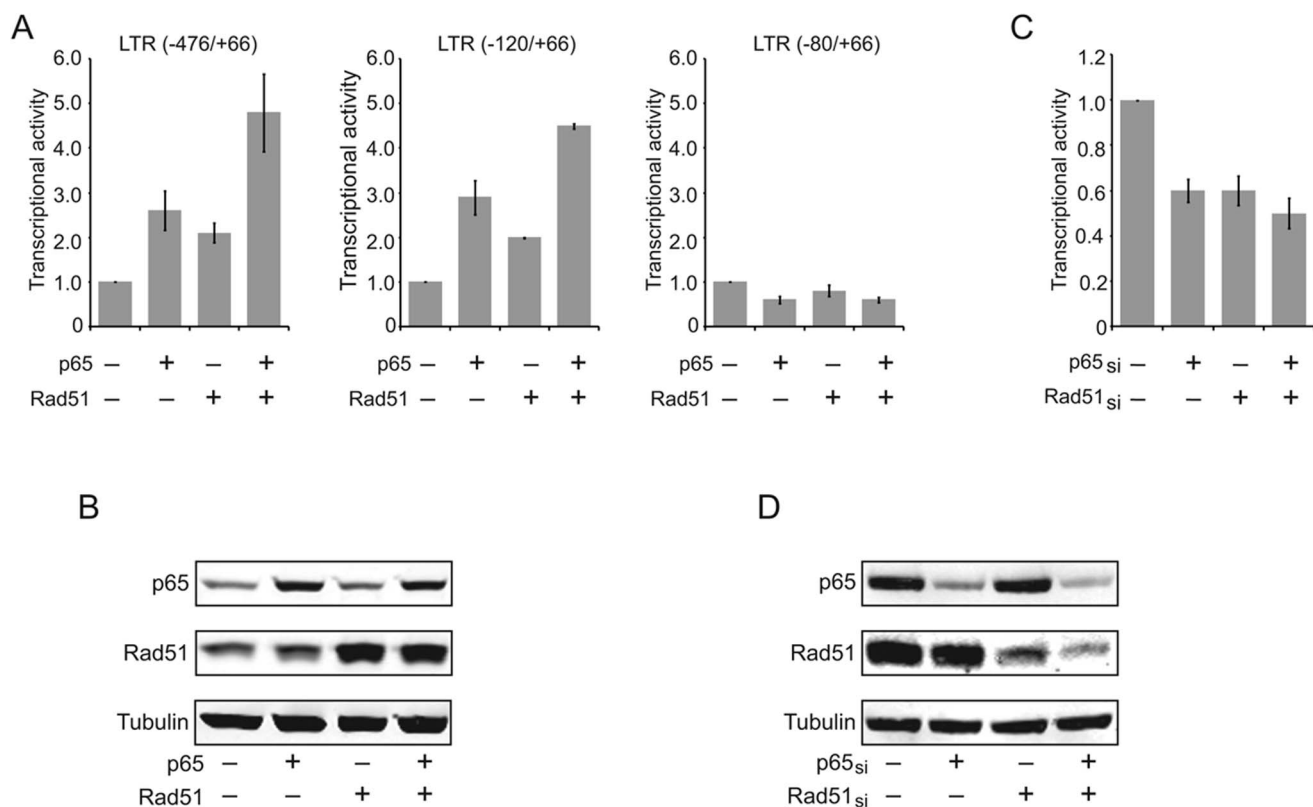 A
LTR (-476/+66)
Transcriptional activity
6.0
5.0
4.0
3.0
2.0
1.0
0
p65 – + – +
Rad51 – – + +
LTR (-120/+66)
Transcriptional activity
6.0
5.0
4.0
3.0
2.0
1.0
0
p65 – + – +
Rad51 – – + +
LTR (-80/+66)
Transcriptional activity
6.0
5.0
4.0
3.0
2.0
1.0
0
p65 – + – +
Rad51 – – + +
C
Transcriptional activity
1.2
1.0
0.8
0.6
0.4
0.2
0
p65 si – + – +
Rad51 si – – + +
B
p65
Rad51
Tubulin
p65 – + – +
Rad51 – – + +
D
p65
Rad51
Tubulin
p65si – + – +
Rad51si – – + +